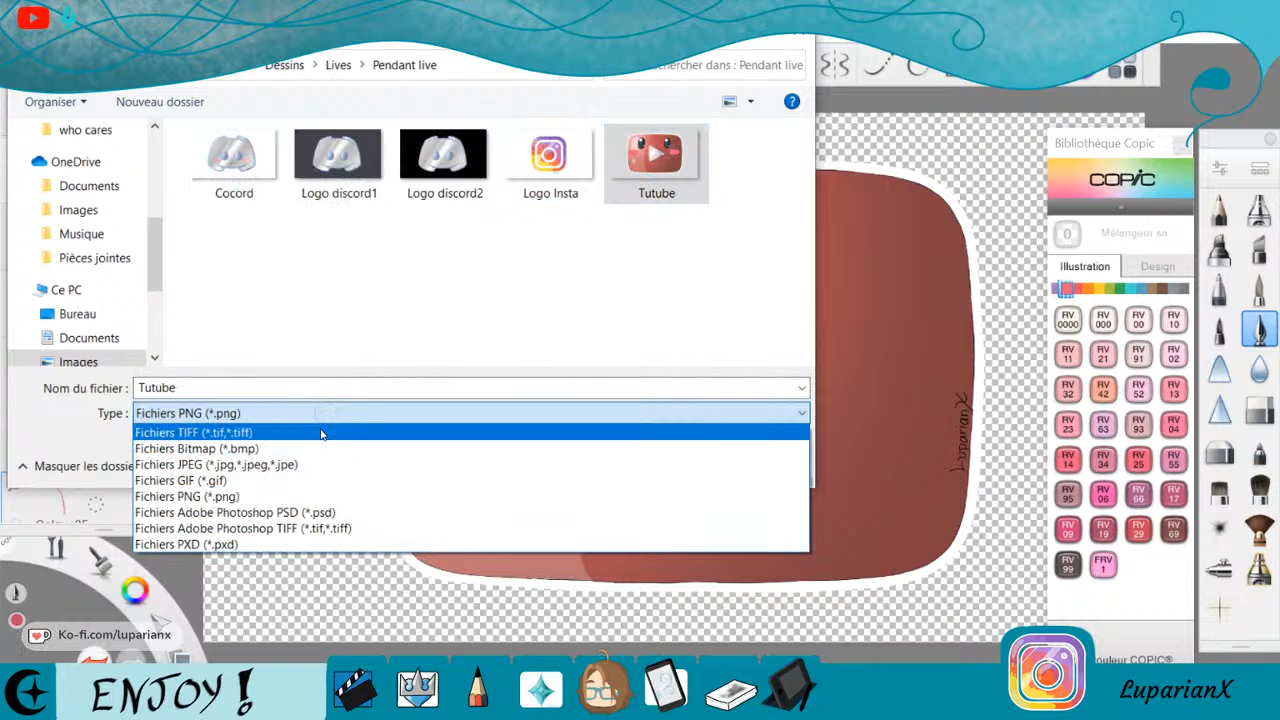 Dessins > Lives > Pendant live
chercher dans : Pendant live
Organiser
Nouveau dossier
Bibliothèque Copic
who cares
OneDrive
Documents
Images
Musique
Pièces jointes
Ce PC
Bureau
Documents
Images
Cocord
Logo discord1
Logo discord2
Logo Insta
Tutube
COPIC
0
Mélangeur sa
Illustration
Design
RV 0000
RV 000
RV 00
RV 10
RV 11
RV 21
RV 91
RV 02
RV 32
RV 42
RV 52
RV 13
RV 23
RV 63
RV 93
RV 04
RV 14
RV 34
RV 25
RV 55
RV 95
RV 06
RV 66
RV 17
RV 09
RV 19
RV 29
RV 69
RV 99
FRV 1
Nom du fichier : Tutube
Type : Fichiers PNG (*.png)
Fichiers TIFF (*.tif,*.tiff)
Fichiers Bitmap (*.bmp)
Fichiers JPEG (*.jpg,*.jpeg,*.jpe)
Fichiers GIF (*.gif)
Fichiers PNG (*.png)
Fichiers Adobe Photoshop PSD (*.psd)
Fichiers Adobe Photoshop TIFF (*.tif,*.tiff)
Fichiers PXD (*.pxd)
Masquer les dossie
LuparianX
Ko-fi.com/luparianx
ouleur COPIC®
ENJOY !
LuparianX